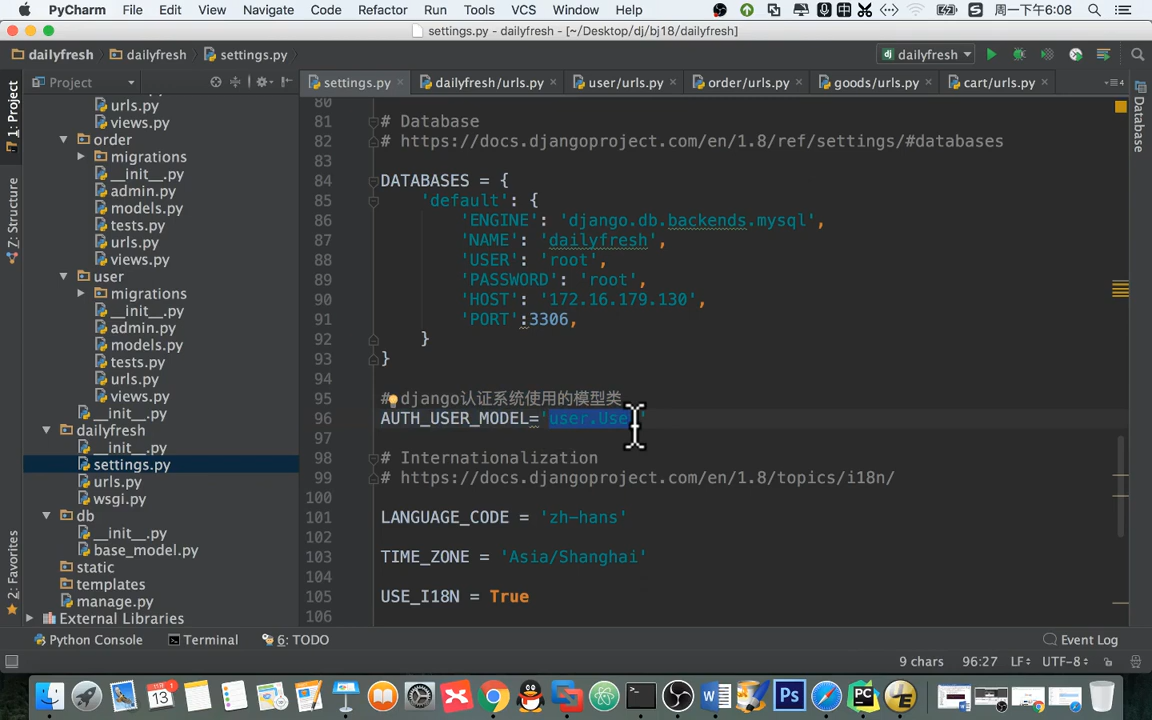 PyCharm File Edit View Navigate Code Refactor Run Tools VCS Window Help 周一下午6:08
settings.py - dailyfresh - [~/Desktop/dj/bj18/dailyfresh]
dailyfresh dailyfresh settings.py dailyfresh
Project settings.py dailyfresh/urls.py user/urls.py order/urls.py goods/urls.py cart/urls.py
1: Project
7: Structure
2: Favorites
Database
urls.py
views.py
order
migrations
__init__.py
admin.py
models.py
tests.py
urls.py
views.py
user
migrations
__init__.py
admin.py
models.py
tests.py
urls.py
views.py
__init__.py
dailyfresh
__init__.py
settings.py
urls.py
wsgi.py
db
__init__.py
base_model.py
static
templates
manage.py
External Libraries
80
81 # Database
82 # https://docs.djangoproject.com/en/1.8/ref/settings/#databases
83
84 DATABASES = {
85 'default': {
86 'ENGINE': 'django.db.backends.mysql',
87 'NAME': 'dailyfresh',
88 'USER': 'root',
89 'PASSWORD': 'root',
90 'HOST': '172.16.179.130',
91 'PORT':3306,
92 }
93 }
94
95 # django认证系统使用的模型类
96 AUTH_USER_MODEL='user.Use '
97
98 # Internationalization
99 # https://docs.djangoproject.com/en/1.8/topics/i18n/
100
101 LANGUAGE_CODE = 'zh-hans'
102
103 TIME_ZONE = 'Asia/Shanghai'
104
105 USE_I18N = True
106
Python Console Terminal 6: TODO Event Log
9 chars 96:27 LF UTF-8